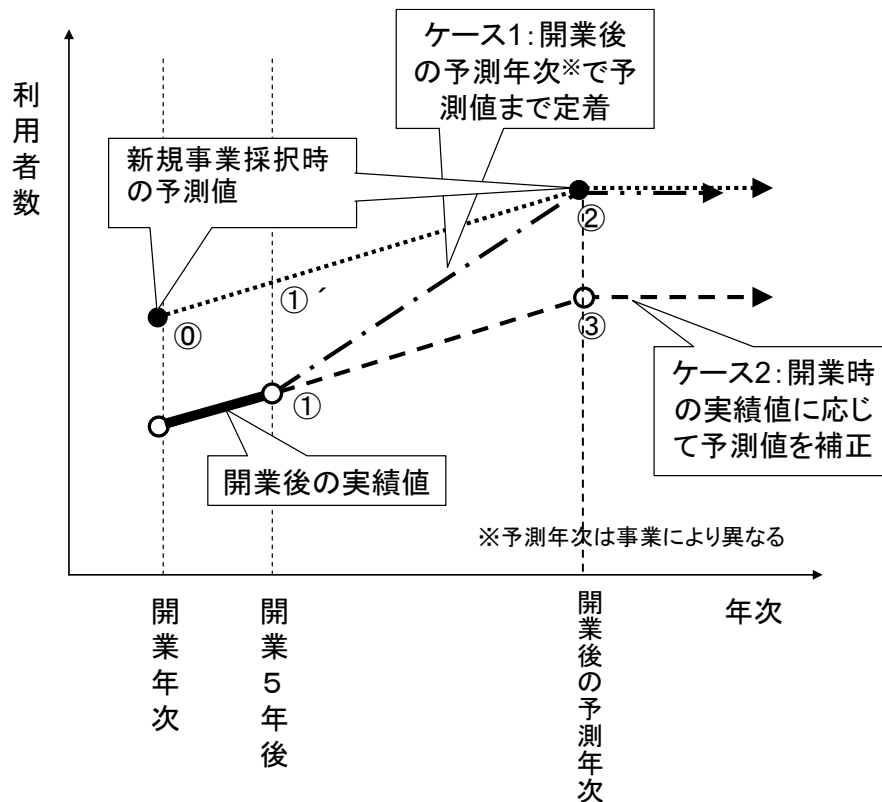 ケース1：開業後
の予測年次※で予
測値まで定着
利用者数
新規事業採択時
の予測値
②
①´
⓪
③
①
ケース2：開業時
の実績値に応じ
て予測値を補正
開業後の実績値
※予測年次は事業により異なる
開業年次
開業５年後
開業後の予測年次
年次